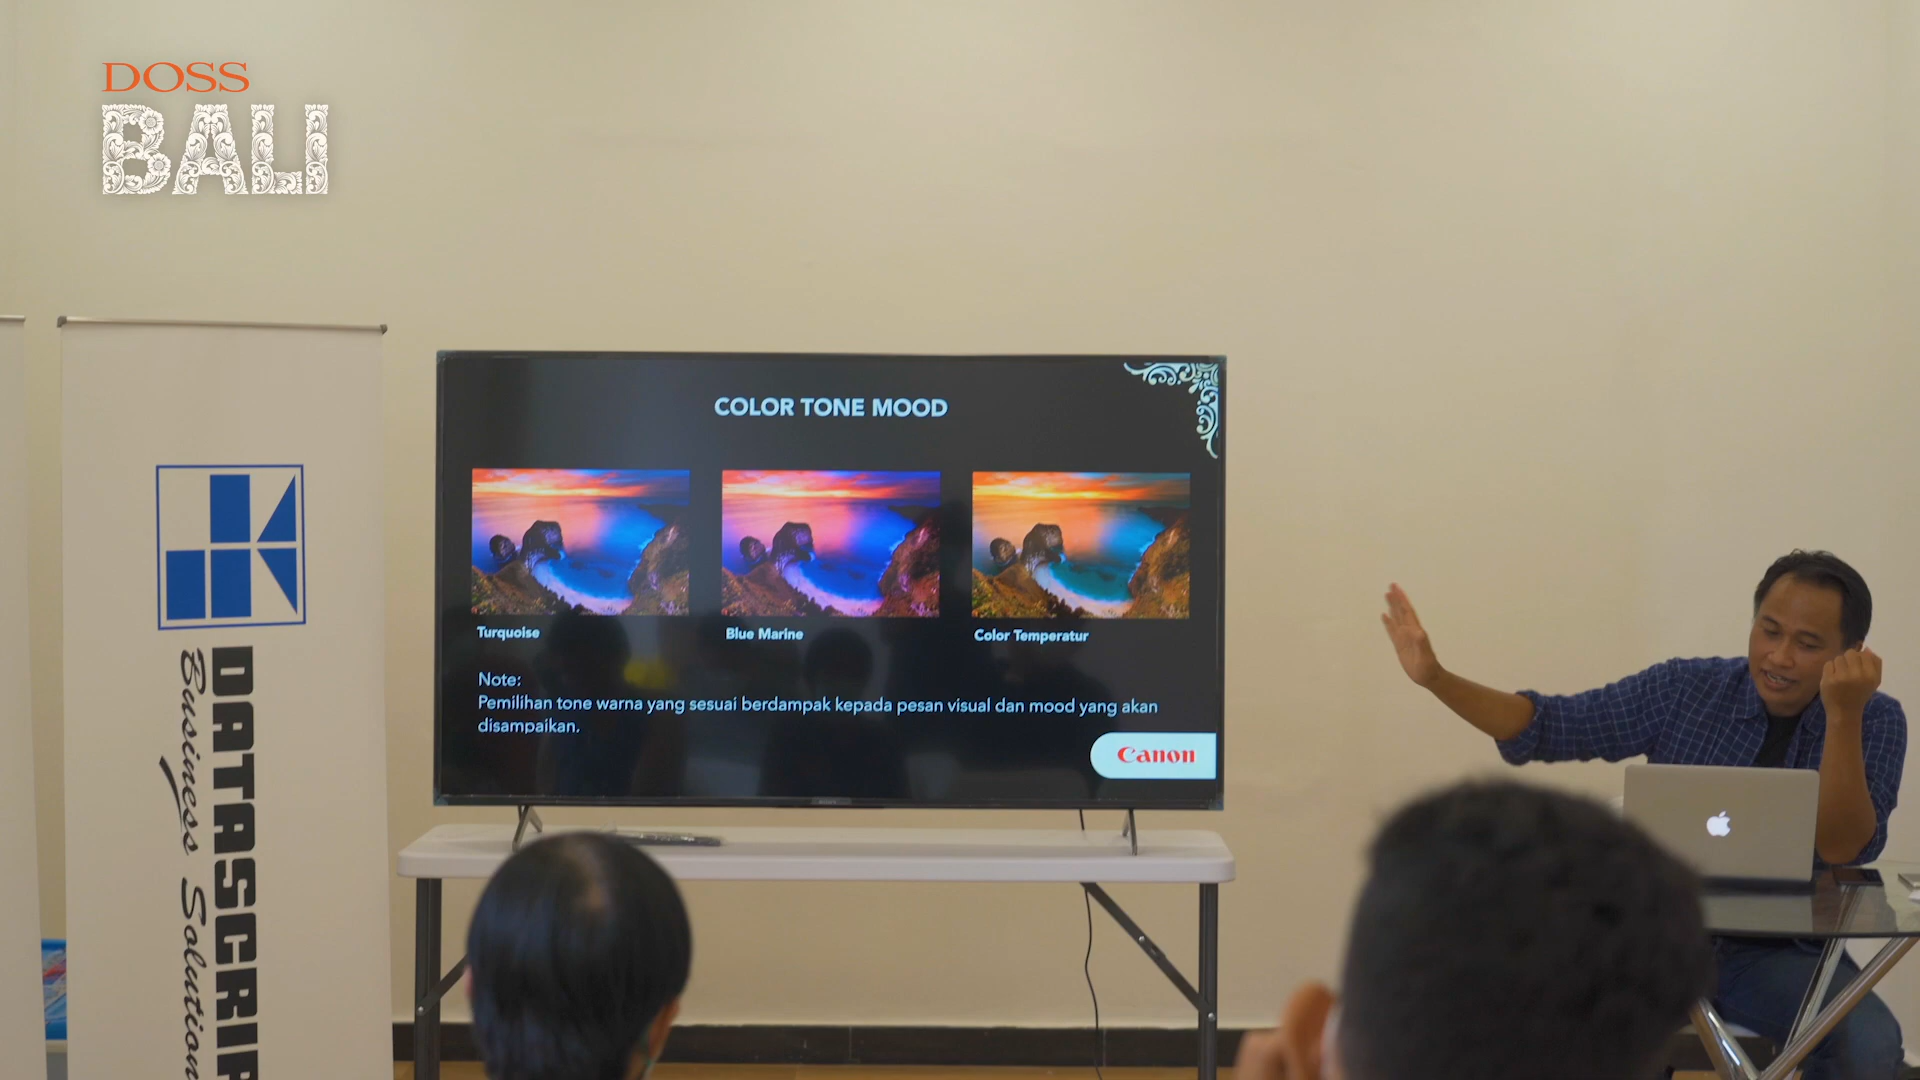 DOSS
BALI
COLOR TONE MOOD
Turquoise
Blue Marine
Color Temperatur
Note:
Pemilihan tone warna yang sesuai berdampak kepada pesan visual dan mood yang akan
disampaikan.
Canon
DATASCRIP
Business Solution